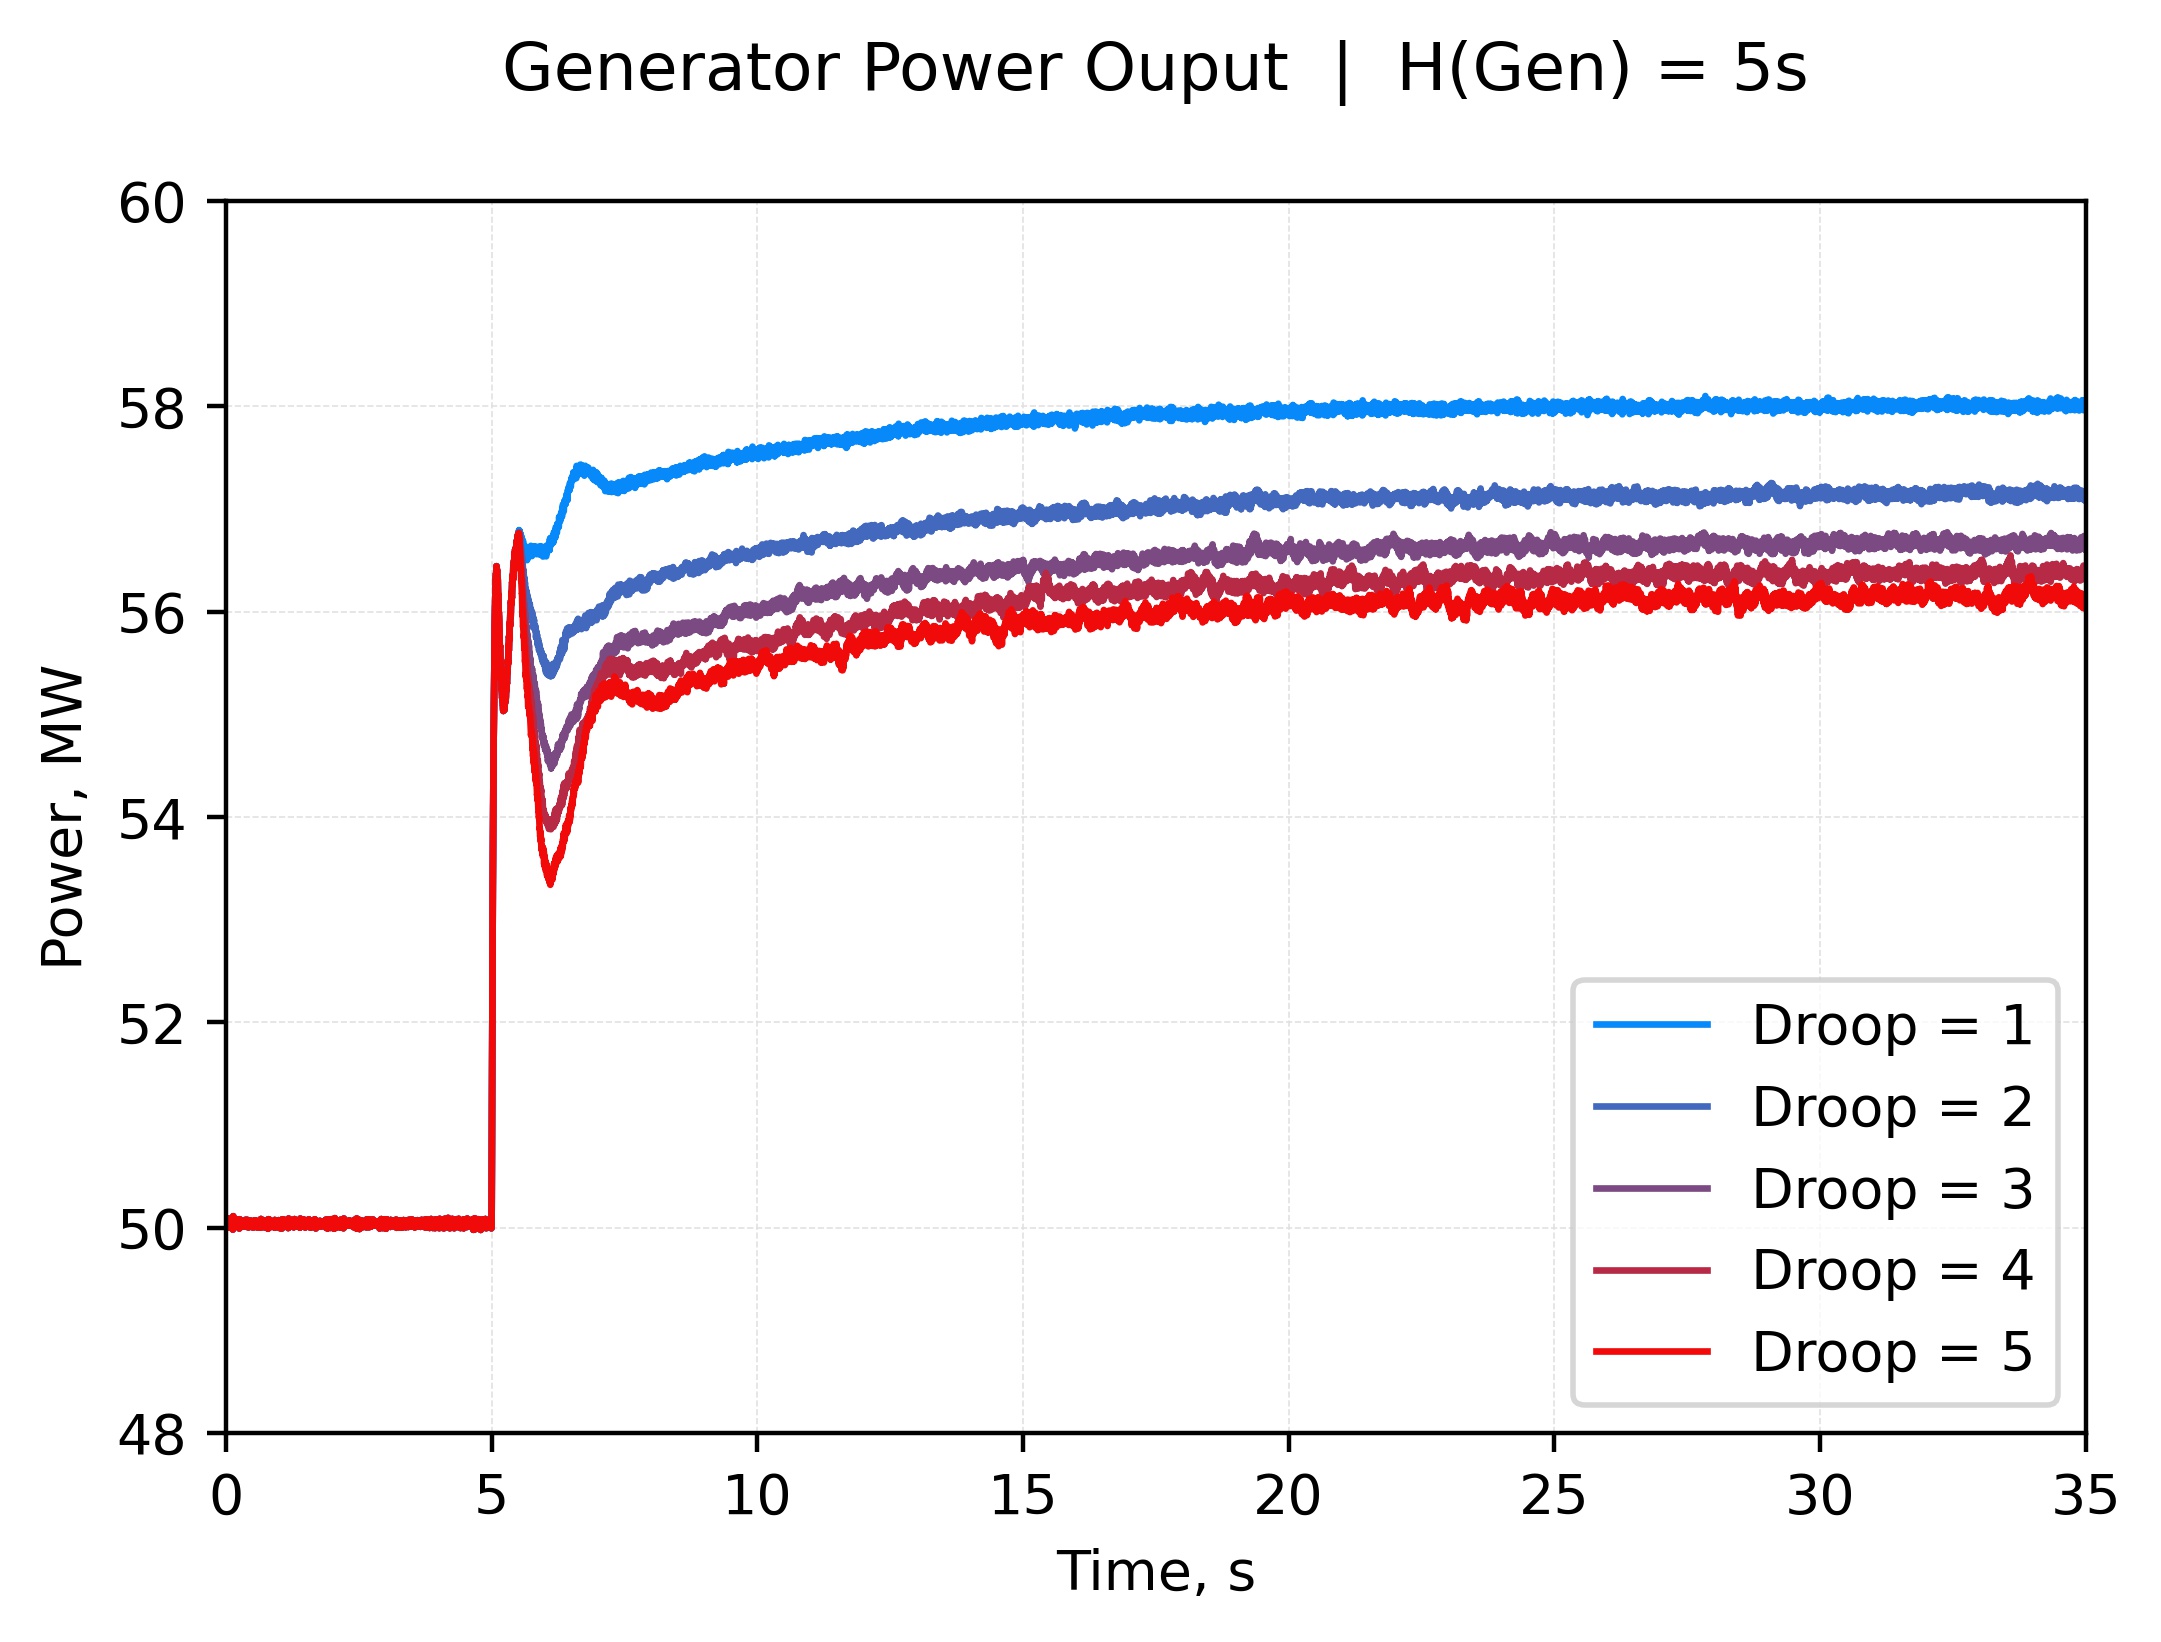 Generator Power Ouput | H(Gen) = 5s
60
58
56
54
52
50
48
Power, MW
Droop = 1
Droop = 2
Droop = 3
Droop = 4
Droop = 5
0 5 10 15 20 25 30 35
Time, s